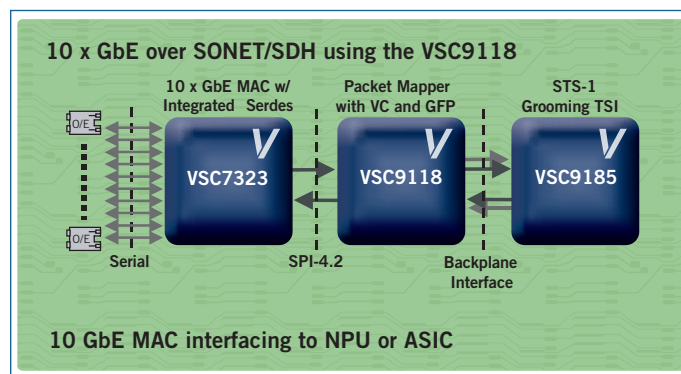 10 x GbE over SONET/SDH using the VSC9118
10 x GbE MAC w/
Integrated Serdes
Packet Mapper
with VC and GFP
STS-1
Grooming TSI
O/E
VSC7323
VSC9118
VSC9185
O/E
Serial
SPI-4.2
Backplane
Interface
10 GbE MAC interfacing to NPU or ASIC